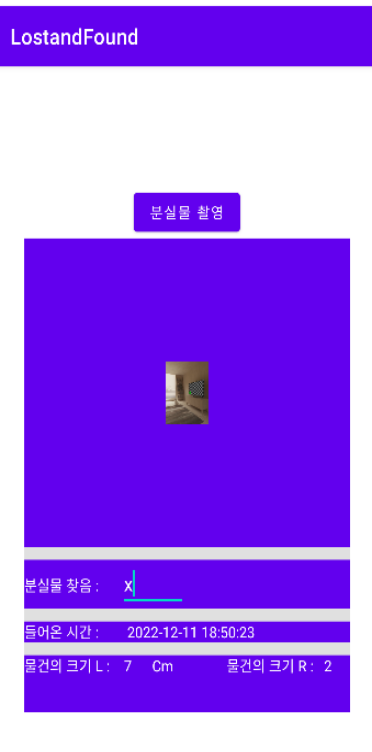 LostandFound
분실물 촬영
분실물 찾음 : X
들어온 시간 : 2022-12-11 18:50:23
물건의 크기 L : 7 Cm 물건의 크기 R : 2